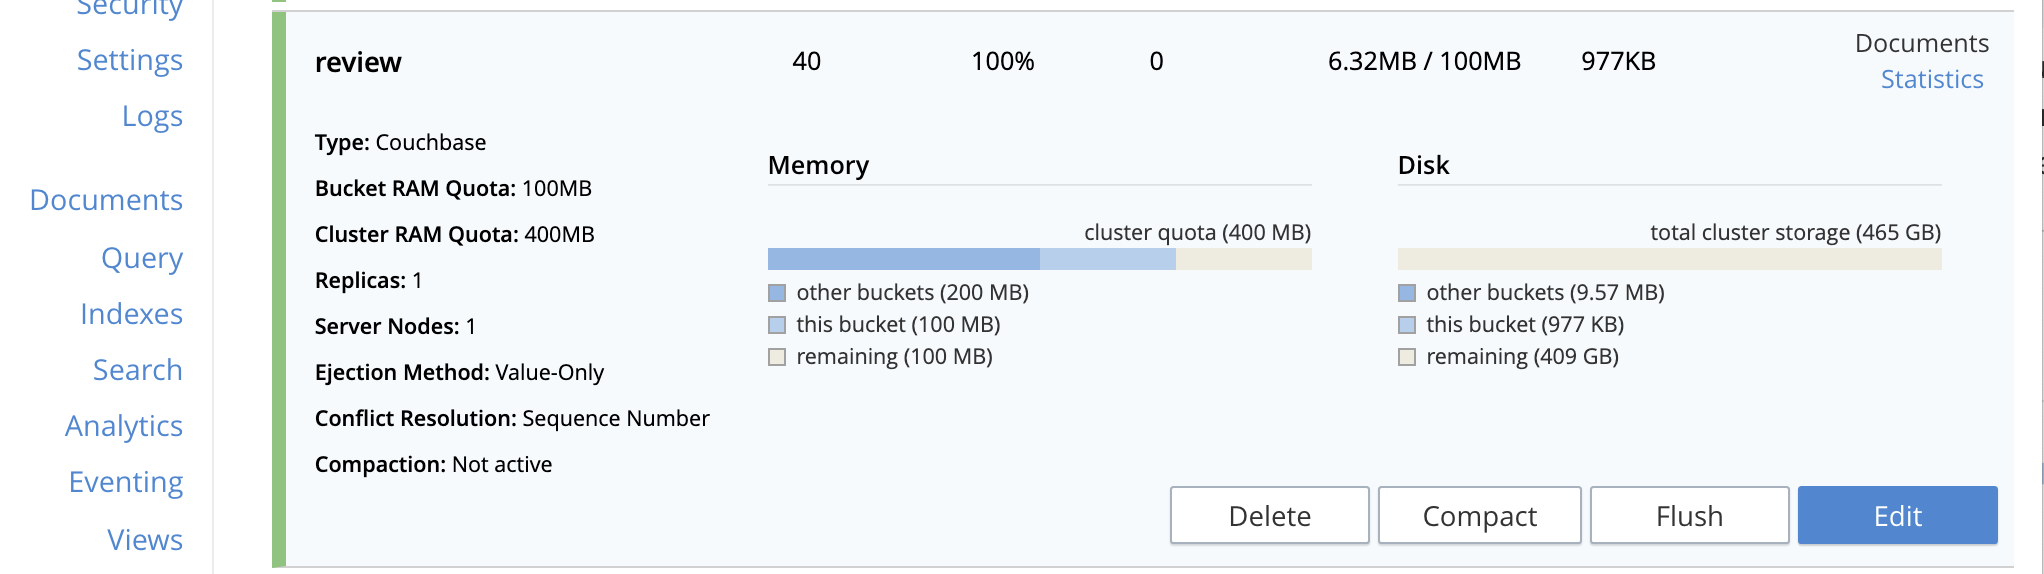 Security
Settings
Logs
Documents
Query
Indexes
Search
Analytics
Eventing
Views
review 40 100% 0 6.32MB / 100MB 977KB Documents
Statistics
Type: Couchbase
Bucket RAM Quota: 100MB
Cluster RAM Quota: 400MB
Replicas: 1
Server Nodes: 1
Ejection Method: Value-Only
Conflict Resolution: Sequence Number
Compaction: Not active
Memory
cluster quota (400 MB)
other buckets (200 MB)
this bucket (100 MB)
remaining (100 MB)
Disk
total cluster storage (465 GB)
other buckets (9.57 MB)
this bucket (977 KB)
remaining (409 GB)
Delete Compact Flush Edit